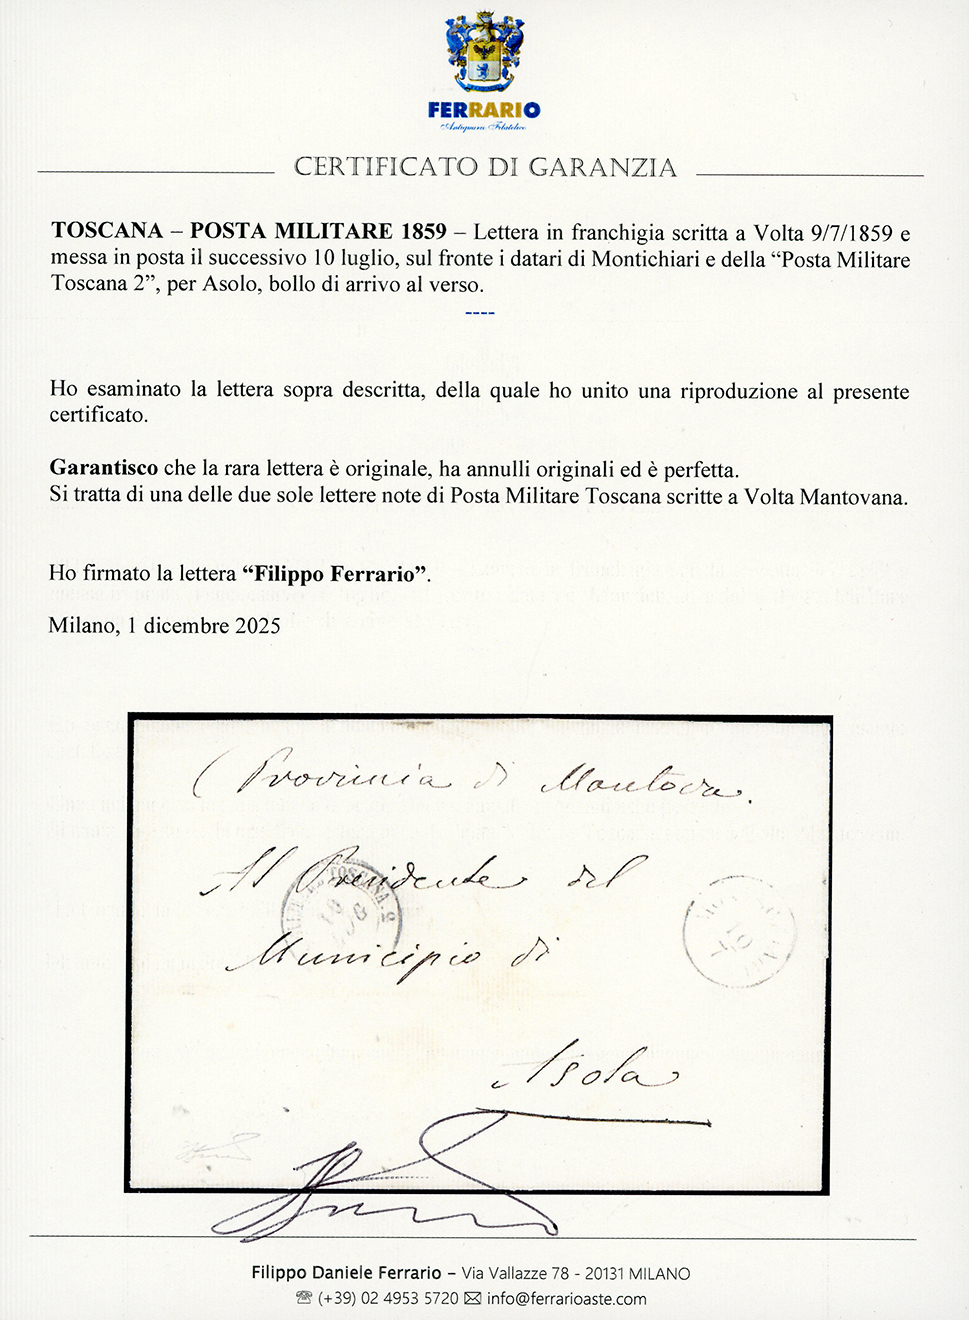 FERRARIO
Antiquario Filatelico
CERTIFICATO DI GARANZIA
TOSCANA – POSTA MILITARE 1859 – Lettera in franchigia scritta a Volta 9/7/1859 e
messa in posta il successivo 10 luglio, sul fronte i datari di Montichiari e della “Posta Militare
Toscana 2”, per Asolo, bollo di arrivo al verso.
----
Ho esaminato la lettera sopra descritta, della quale ho unito una riproduzione al presente
certificato.
Garantisco che la rara lettera è originale, ha annulli originali ed è perfetta.
Si tratta di una delle due sole lettere note di Posta Militare Toscana scritte a Volta Mantovana.
Ho firmato la lettera “Filippo Ferrario”.
Milano, 1 dicembre 2025
(Provincia di Mantova.
Al Presidente del
TOSCANA
Municipio di
10
Asola
Filippo Daniele Ferrario – Via Vallazze 78 - 20131 MILANO
☏ (+39) 02 4953 5720 ✉ info@ferrarioaste.com